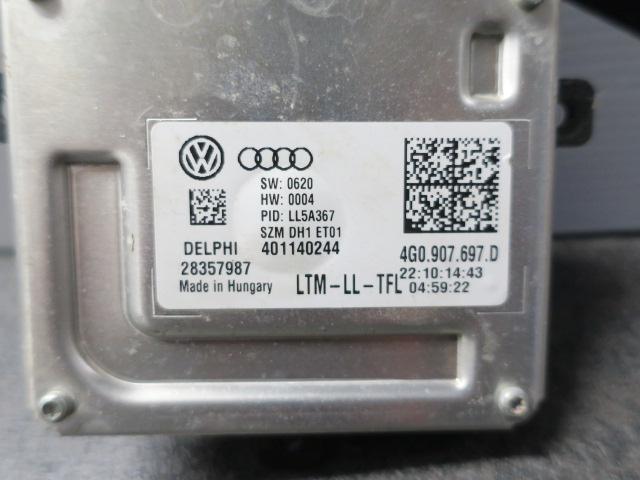 SW: 0620
HW: 0004
PID: LL5A367
SZM DH1 ET01
DELPHI 401140244
4G0.907.697.D
28357987
22:10:14:43
Made in Hungary
LTM-LL-TFL
04:59:22